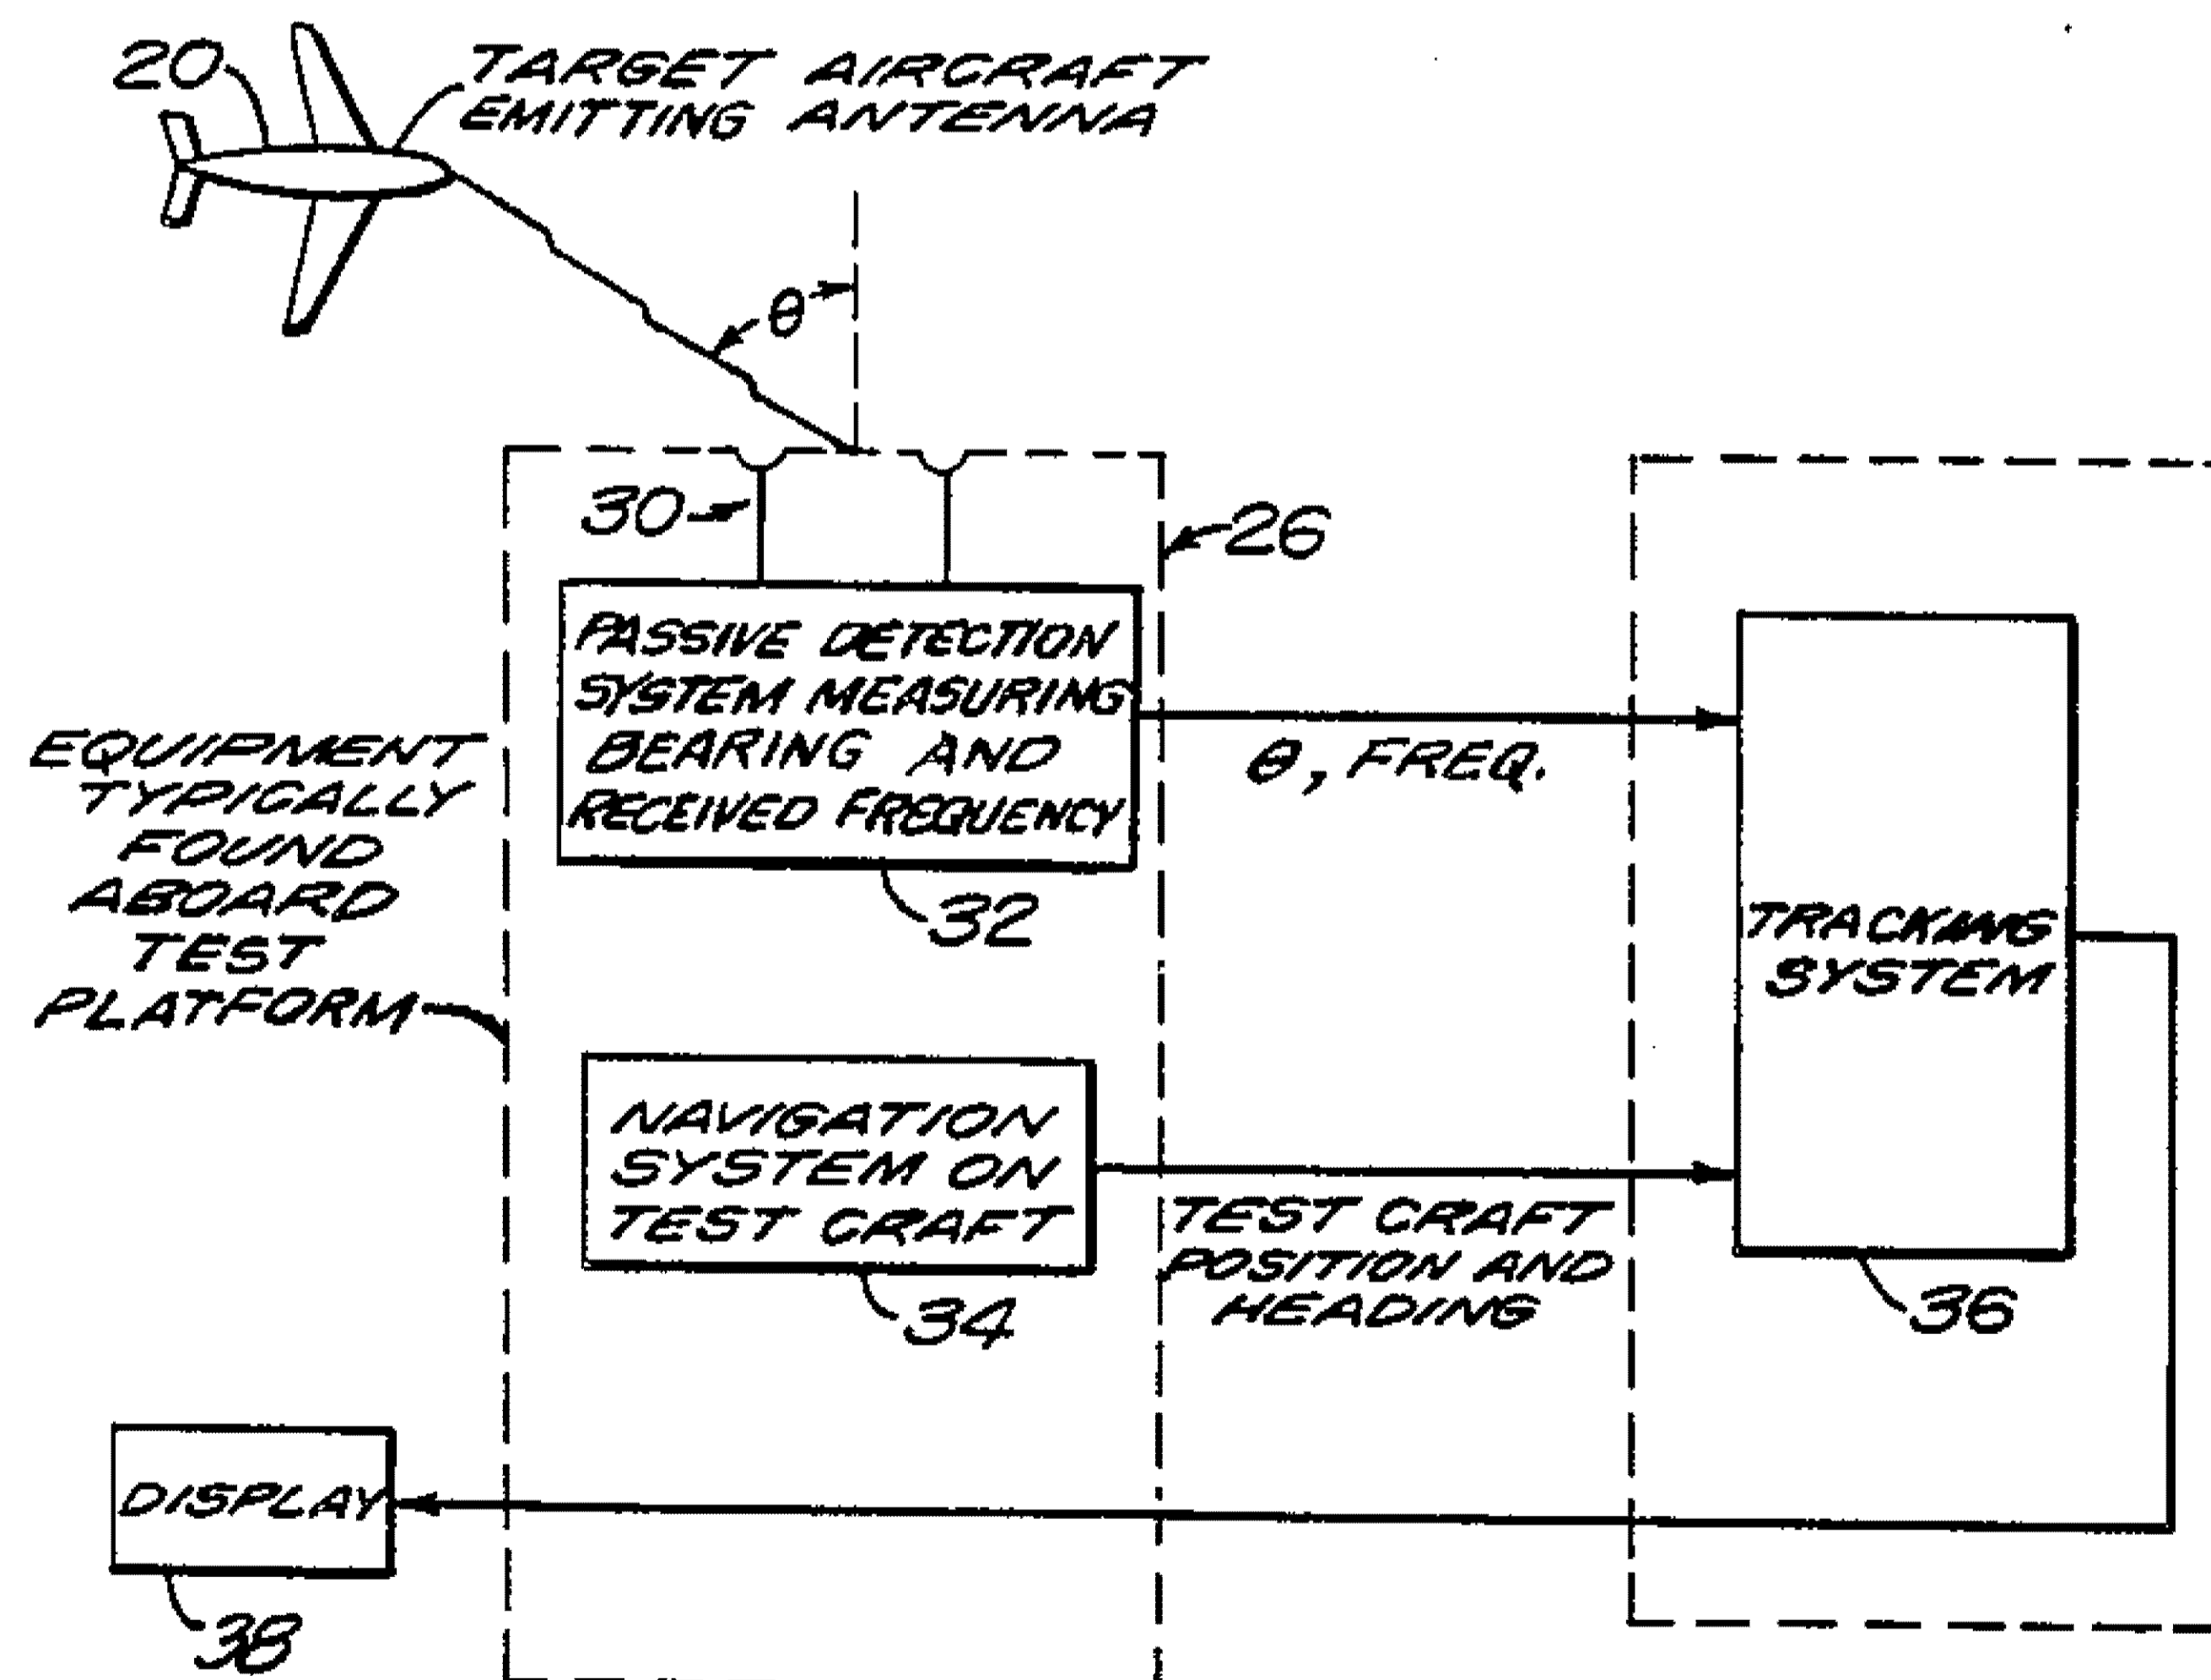 20
TARGET AIRCRAFT
EMITTING ANTENNA
θ
30
26
PASSIVE DETECTION
SYSTEM MEASURING
BEARING AND
RECEIVED FREQUENCY
θ, FREQ.
32
EQUIPMENT
TYPICALLY
FOUND
ABOARD
TEST
PLATFORM
TRACKING
SYSTEM
36
NAVIGATION
SYSTEM ON
TEST CRAFT
34
TEST CRAFT
POSITION AND
HEADING
DISPLAY
38